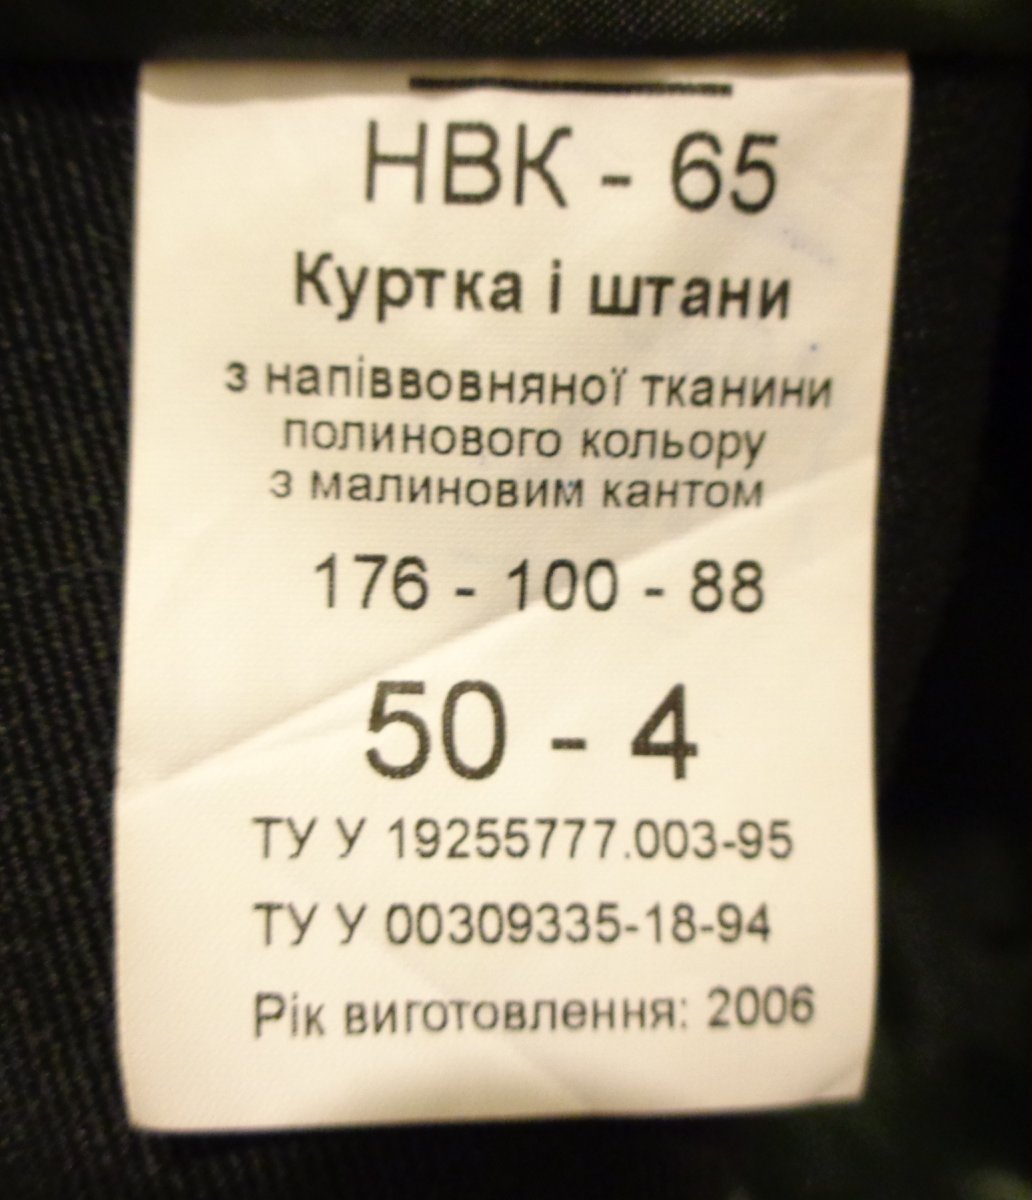 НВК - 65
Куртка і штани
з напіввовняної тканини
полинового кольору
з малиновим кантом
176 - 100 - 88
50 - 4
ТУ У 19255777.003-95
ТУ У 00309335-18-94
Рік виготовлення: 2006